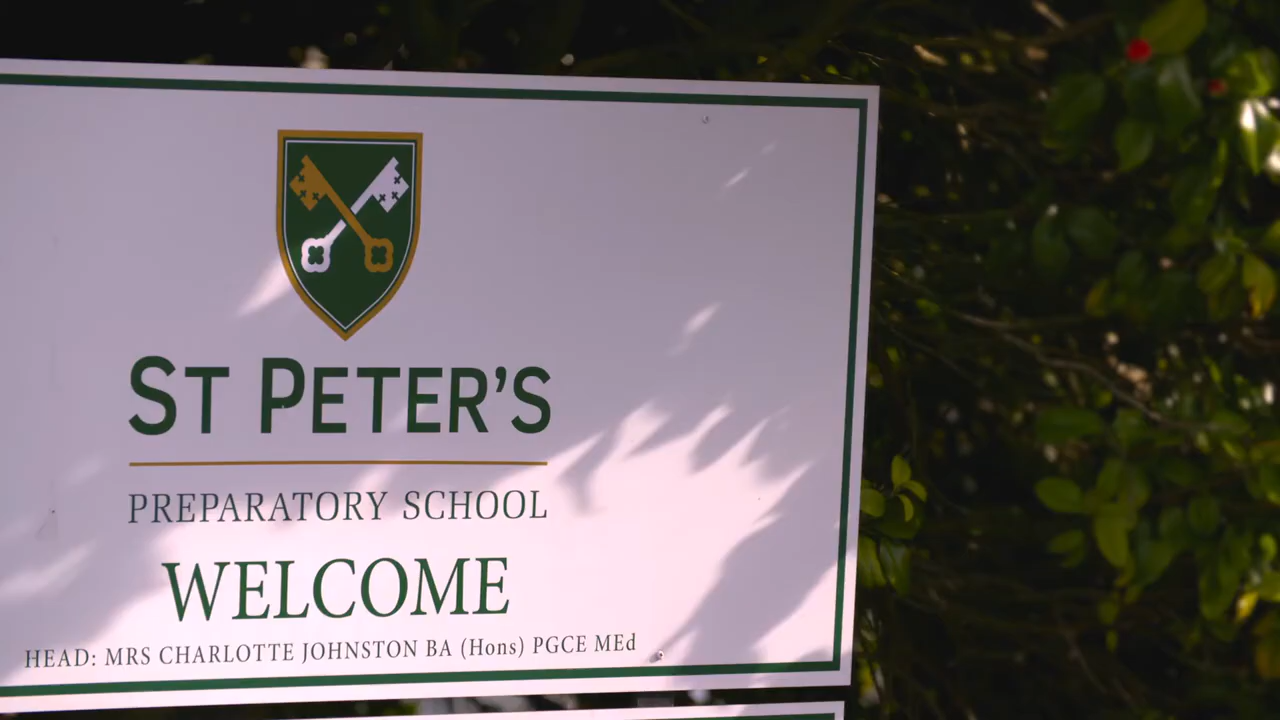 ST PETER'S
PREPARATORY SCHOOL
WELCOME
HEAD: MRS CHARLOTTE JOHNSTON BA (Hons) PGCE MEd